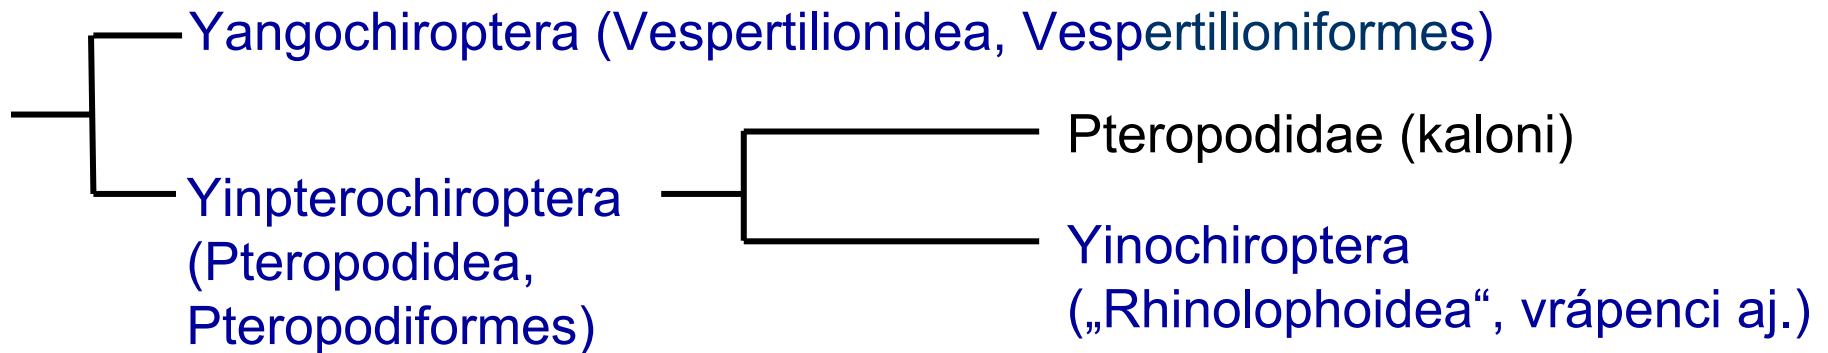 Yangochiroptera (Vespertilionidea, Vespertilioniformes)
Pteropodidae (kaloni)
Yinpterochiroptera
(Pteropodidea,
Pteropodiformes)
Yinochiroptera
(„Rhinolophoidea“, vrápenci aj.)